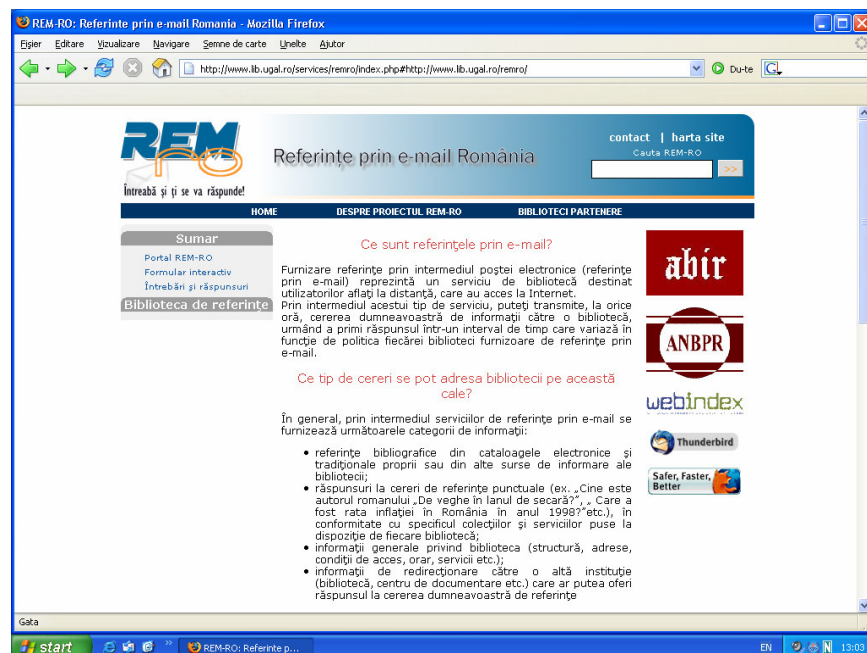 REM-RO: Referinte prin e-mail Romania - Mozilla Firefox
Fișier Editare Vizualizare Navigare Semne de carte Unelte Ajutor
http://www.lib.ugal.ro/services/remro/index.php#http://www.lib.ugal.ro/remro/
Du-te
REM
ro
Întreabă şi ţi se va răspunde!
Referinţe prin e-mail România
contact | harta site
Cauta REM-RO
>>
HOME DESPRE PROIECTUL REM-RO BIBLIOTECI PARTENERE
Sumar
Portal REM-RO
Formular interactiv
Întrebări şi răspunsuri
Biblioteca de referinţe
Ce sunt referinţele prin e-mail?
Furnizare referinţe prin intermediul poştei electronice (referinţe
prin e-mail) reprezintă un serviciu de bibliotecă destinat
utilizatorilor aflaţi la distanţă, care au acces la Internet.
Prin intermediul acestui tip de serviciu, puteţi transmite, la orice
oră, cererea dumneavoastră de informaţii către o bibliotecă,
urmând a primi răspunsul într-un interval de timp care variază în
funcţie de politica fiecărei biblioteci furnizoare de referinţe prin
e-mail.
Ce tip de cereri se pot adresa bibliotecii pe această
cale?
În general, prin intermediul serviciilor de referinţe prin e-mail se
furnizează următoarele categorii de informaţii:
• referinţe bibliografice din cataloagele electronice şi
tradiţionale proprii sau din alte surse de informare ale
bibliotecii;
• răspunsuri la cereri de referinţe punctuale (ex. „Cine este
autorul romanului „De veghe în lanul de secară?”, „ Care a
fost rata inflaţiei în România în anul 1998?”etc.), în
conformitate cu specificul colecţiilor şi serviciilor puse la
dispoziţie de fiecare bibliotecă;
• informaţii generale privind biblioteca (structură, adrese,
condiţii de acces, orar, servicii etc.);
• informaţii de redirecţionare către o altă instituţie
(bibliotecă, centru de documentare etc.) care ar putea oferi
răspunsul la cererea dumneavoastră de referinţe
abir
ANBPR
webindex
Thunderbird
Safer, Faster,
Better
Gata
start
REM-RO: Referinte p...
EN
N
13:03